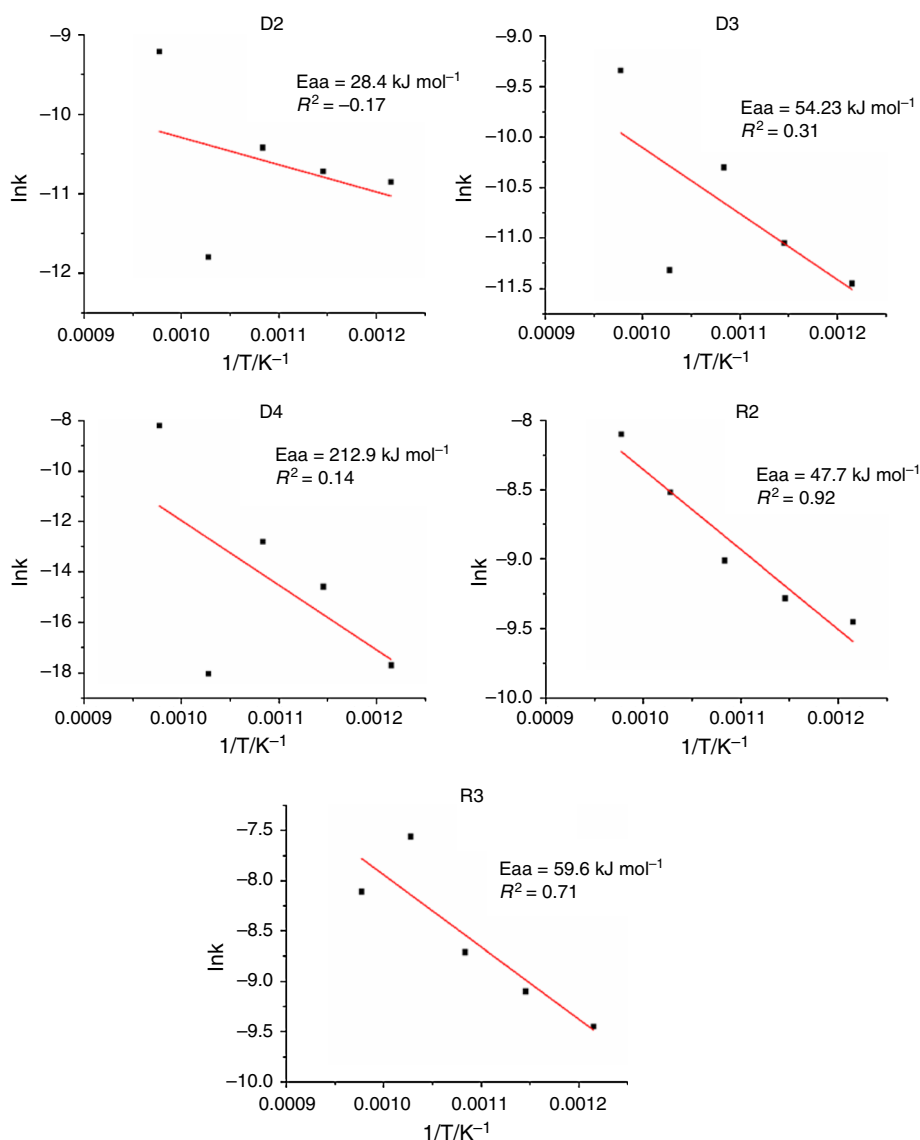 D2
−9
−10
−11
−12
lnk
Eaa = 28.4 kJ mol⁻¹
R² = −0.17
0.0009 0.0010 0.0011 0.0012
1/T/K⁻¹
D3
−9.0
−9.5
−10.0
−10.5
−11.0
−11.5
lnk
Eaa = 54.23 kJ mol⁻¹
R² = 0.31
0.0009 0.0010 0.0011 0.0012
1/T/K⁻¹
D4
−8
−10
−12
−14
−16
−18
lnk
Eaa = 212.9 kJ mol⁻¹
R² = 0.14
0.0009 0.0010 0.0011 0.0012
1/T/K⁻¹
R2
−8
−8.5
−9.0
−9.5
−10.0
lnk
Eaa = 47.7 kJ mol⁻¹
R² = 0.92
0.0009 0.0010 0.0011 0.0012
1/T/K⁻¹
R3
−7.5
−8.0
−8.5
−9.0
−9.5
−10.0
lnk
Eaa = 59.6 kJ mol⁻¹
R² = 0.71
0.0009 0.0010 0.0011 0.0012
1/T/K⁻¹